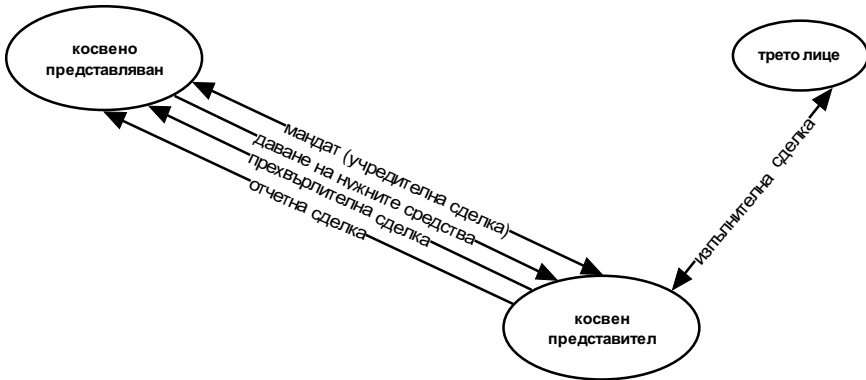 косвено
представляван
трето лице
мандат (учредителна сделка)
даване на нужните средства
прехвърлителна сделка
отчетна сделка
изпълнителна сделка
косвен
представител